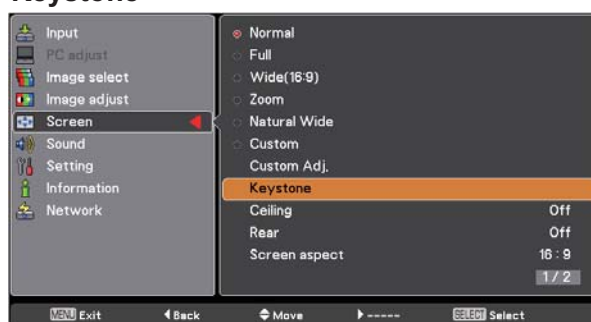 Keystone
Input
PC adjust
Image select
Image adjust
Screen
Sound
Setting
Information
Network
Normal
Full
Wide(16:9)
Zoom
Natural Wide
Custom
Custom Adj.
Keystone
Ceiling Off
Rear Off
Screen aspect 16 : 9
1 / 2
MENU Exit Back Move ----- SELECT Select